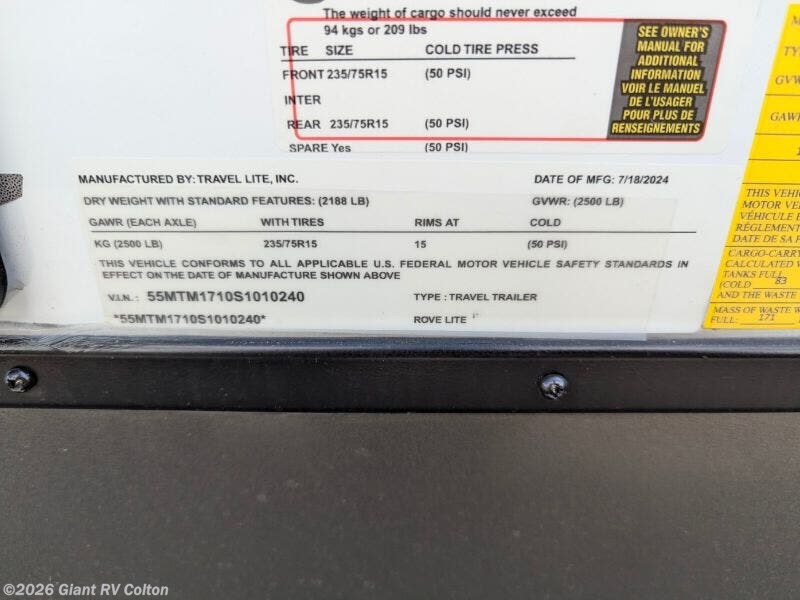 The weight of cargo should never exceed
94 kgs or 209 lbs
TIRE SIZE COLD TIRE PRESS
FRONT 235/75R15 (50 PSI)
INTER
REAR 235/75R15 (50 PSI)
SPARE Yes (50 PSI)
SEE OWNER'S
MANUAL FOR
ADDITIONAL
INFORMATION
VOIR LE MANUEL
DE L'USAGER
POUR PLUS DE
RENSEIGNEMENTS
MANUFACTURED BY: TRAVEL LITE, INC. DATE OF MFG: 7/18/2024
DRY WEIGHT WITH STANDARD FEATURES: (2188 LB) GVWR: (2500 LB)
GAWR (EACH AXLE) WITH TIRES RIMS AT COLD
KG (2500 LB) 235/75R15 15 (50 PSI)
THIS VEHICLE CONFORMS TO ALL APPLICABLE U.S. FEDERAL MOTOR VEHICLE SAFETY STANDARDS IN
EFFECT ON THE DATE OF MANUFACTURE SHOWN ABOVE
V.I.N.: 55MTM1710S1010240 TYPE: TRAVEL TRAILER
*55MTM1710S1010240* ROVE LITE
THIS VEHI
MOTOR VE
VÉHICULE E
RÉGLEMENT
DATE DE SA F
CARGO-CARRY
CALCULATED V
TANKS FULL
(COLD 83
AND THE WASTE
MASS OF WASTE W
FULL: 171
©2026 Giant RV Colton